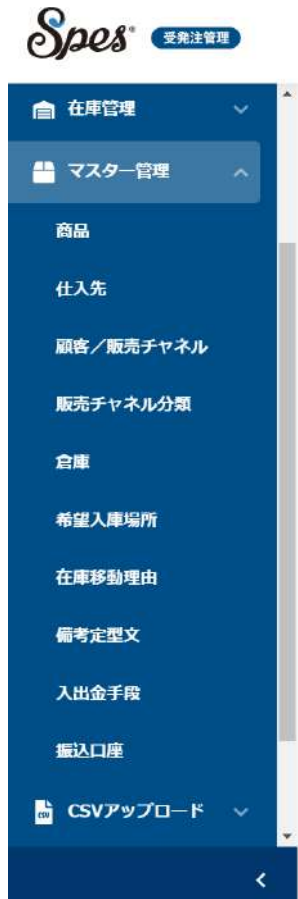 Spes® 受発注管理
在庫管理
マスター管理
商品
仕入先
顧客／販売チャネル
販売チャネル分類
倉庫
希望入庫場所
在庫移動理由
備考定型文
入出金手段
振込口座
CSV CSVアップロード